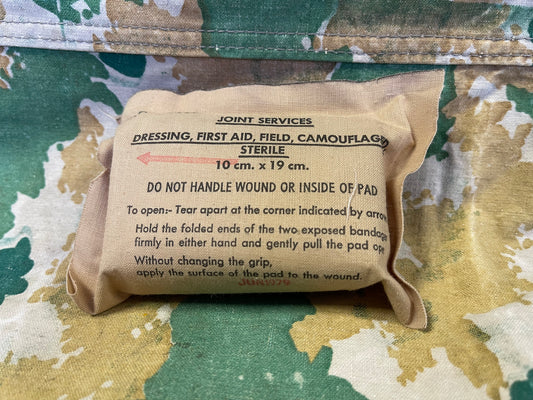 JOINT SERVICES
DRESSING, FIRST AID, FIELD, CAMOUFLAGED
STERILE
10 cm. x 19 cm.
DO NOT HANDLE WOUND OR INSIDE OF PAD
To open:- Tear apart at the corner indicated by arrow
Hold the folded ends of the two exposed bandage
firmly in either hand and gently pull the pad ope
Without changing the grip,
apply the surface of the pad to the wound.